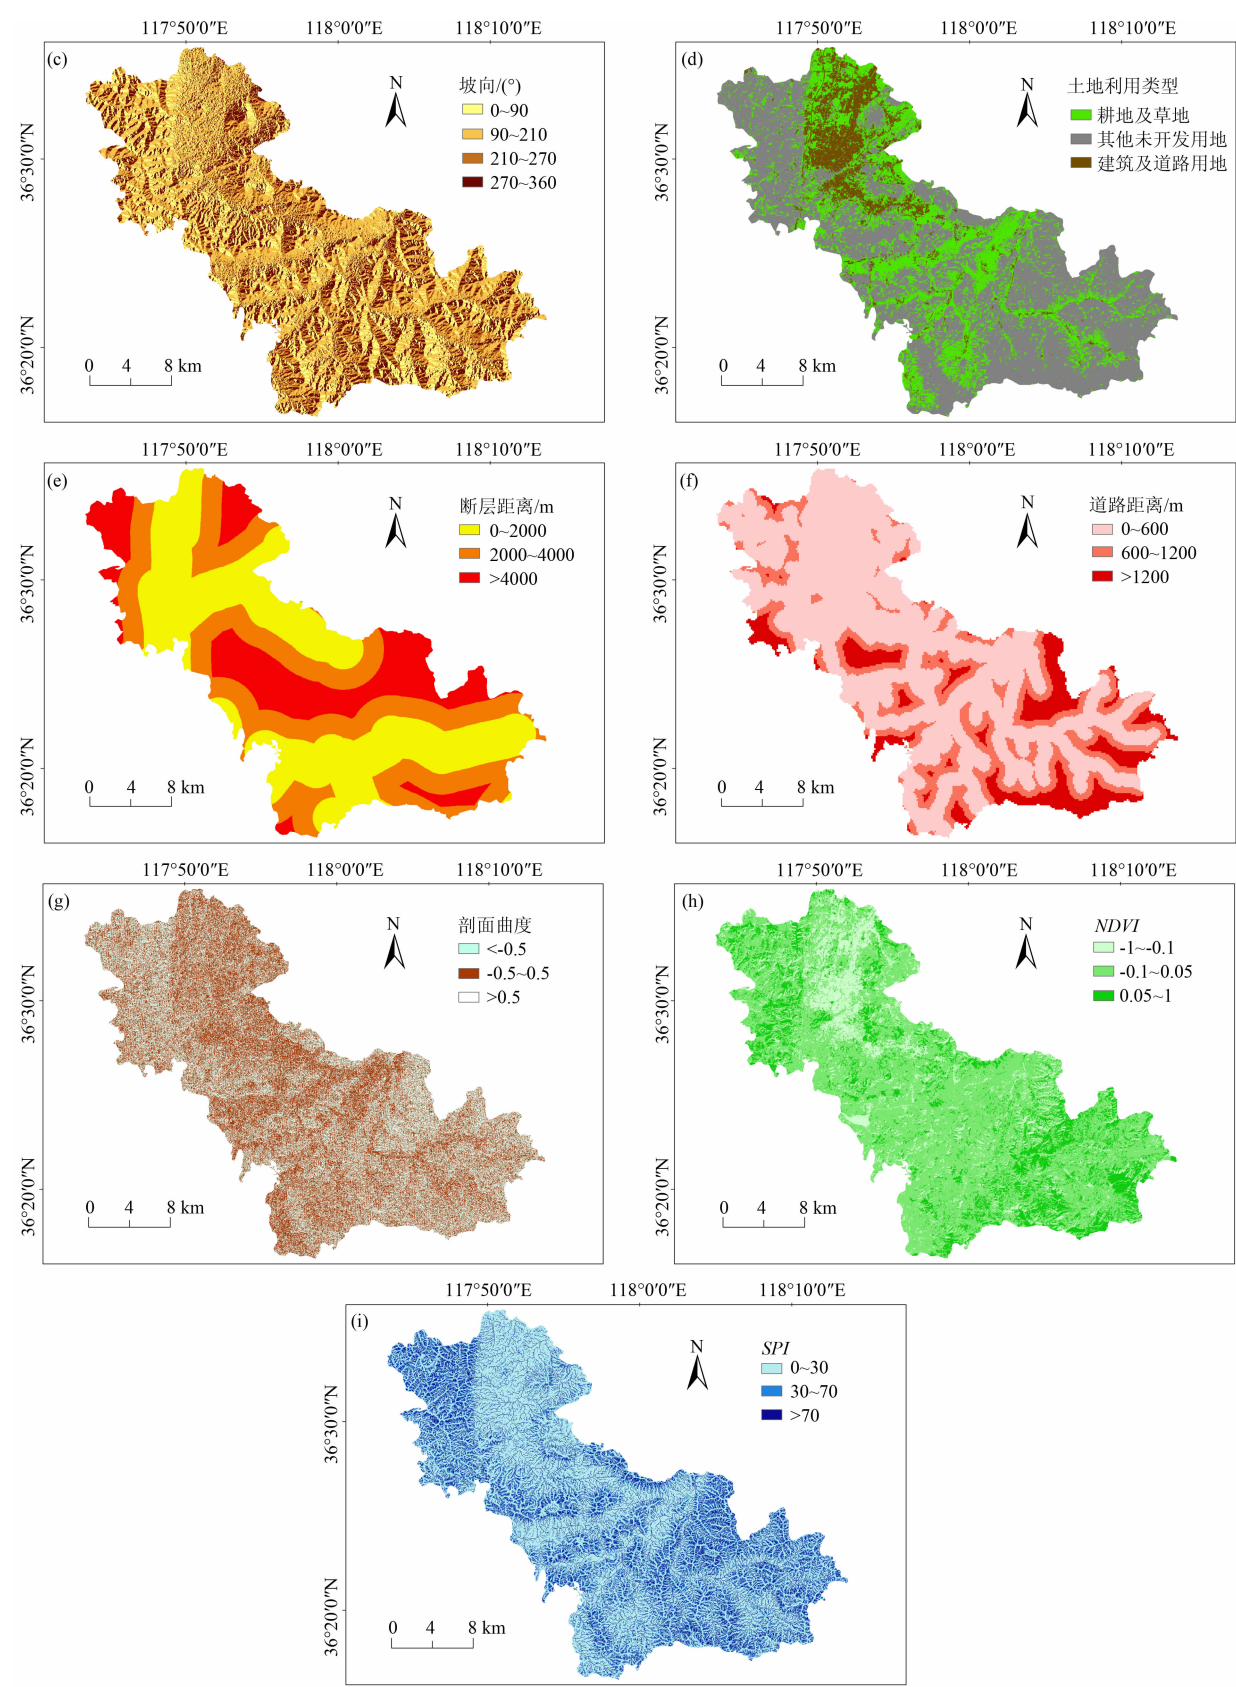 117°50′0″E 118°0′0″E 118°10′0″E
(c)
N
坡向/(°)
0~90
90~210
210~270
270~360
36°30′0″N
36°20′0″N
0 4 8 km
117°50′0″E 118°0′0″E 118°10′0″E
(d)
N
土地利用类型
耕地及草地
其他未开发用地
建筑及道路用地
36°30′0″N
36°20′0″N
0 4 8 km
117°50′0″E 118°0′0″E 118°10′0″E
(e)
N
断层距离/m
0~2000
2000~4000
>4000
36°30′0″N
36°20′0″N
0 4 8 km
117°50′0″E 118°0′0″E 118°10′0″E
(f)
N
道路距离/m
0~600
600~1200
>1200
36°30′0″N
36°20′0″N
0 4 8 km
117°50′0″E 118°0′0″E 118°10′0″E
(g)
N
剖面曲度
<-0.5
-0.5~0.5
>0.5
36°30′0″N
36°20′0″N
0 4 8 km
117°50′0″E 118°0′0″E 118°10′0″E
(h)
N
NDVI
-1~-0.1
-0.1~0.05
0.05~1
36°30′0″N
36°20′0″N
0 4 8 km
117°50′0″E 118°0′0″E 118°10′0″E
(i)
N
SPI
0~30
30~70
>70
36°30′0″N
36°20′0″N
0 4 8 km